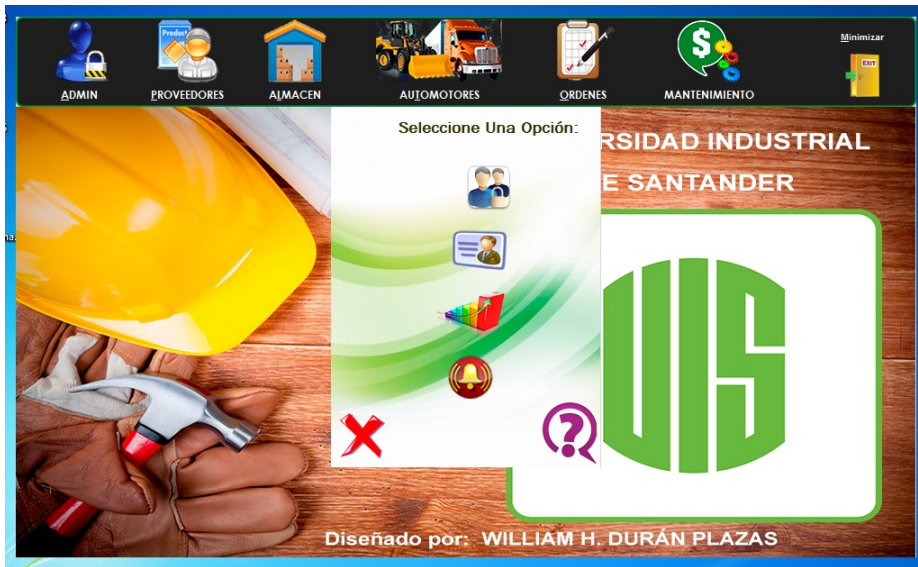 Product
EXIT
Minimizar
ADMIN
PROVEEDORES
ALMACEN
AUTOMOTORES
ORDENES
MANTENIMIENTO
Seleccione Una Opción:
RSIDAD INDUSTRIAL
E SANTANDER
UIS
Diseñado por: WILLIAM H. DURÁN PLAZAS